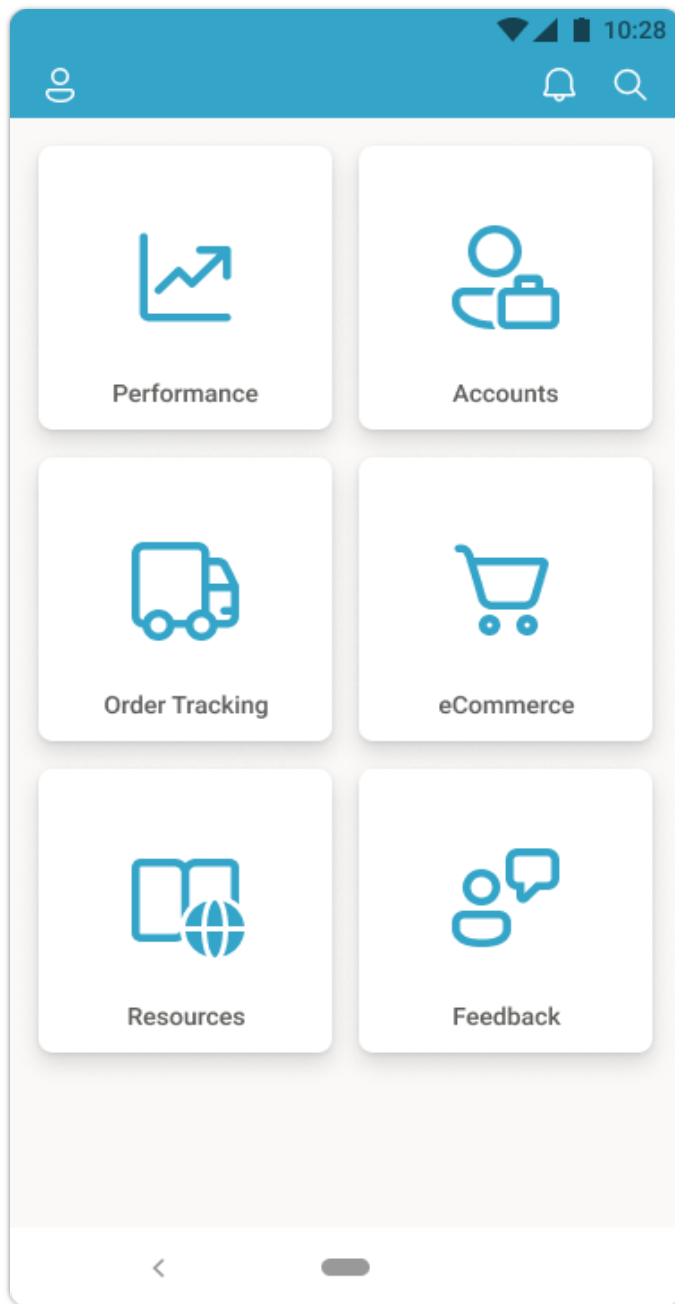 10:28
Performance
Accounts
Order Tracking
eCommerce
Resources
Feedback